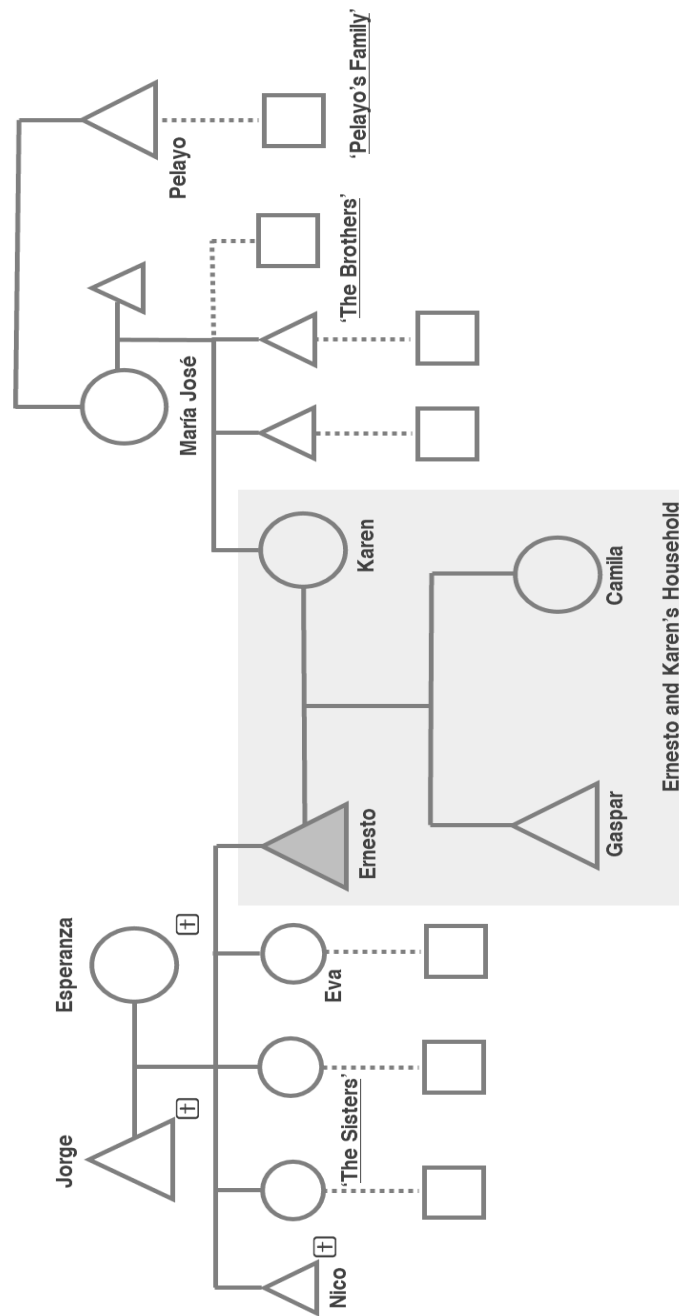 Jorge
Esperanza
María José
Pelayo
Nico
‘The Sisters’
Eva
Ernesto
Karen
‘The Brothers’
‘Pelayo’s Family’
Gaspar
Camila
Ernesto and Karen’s Household